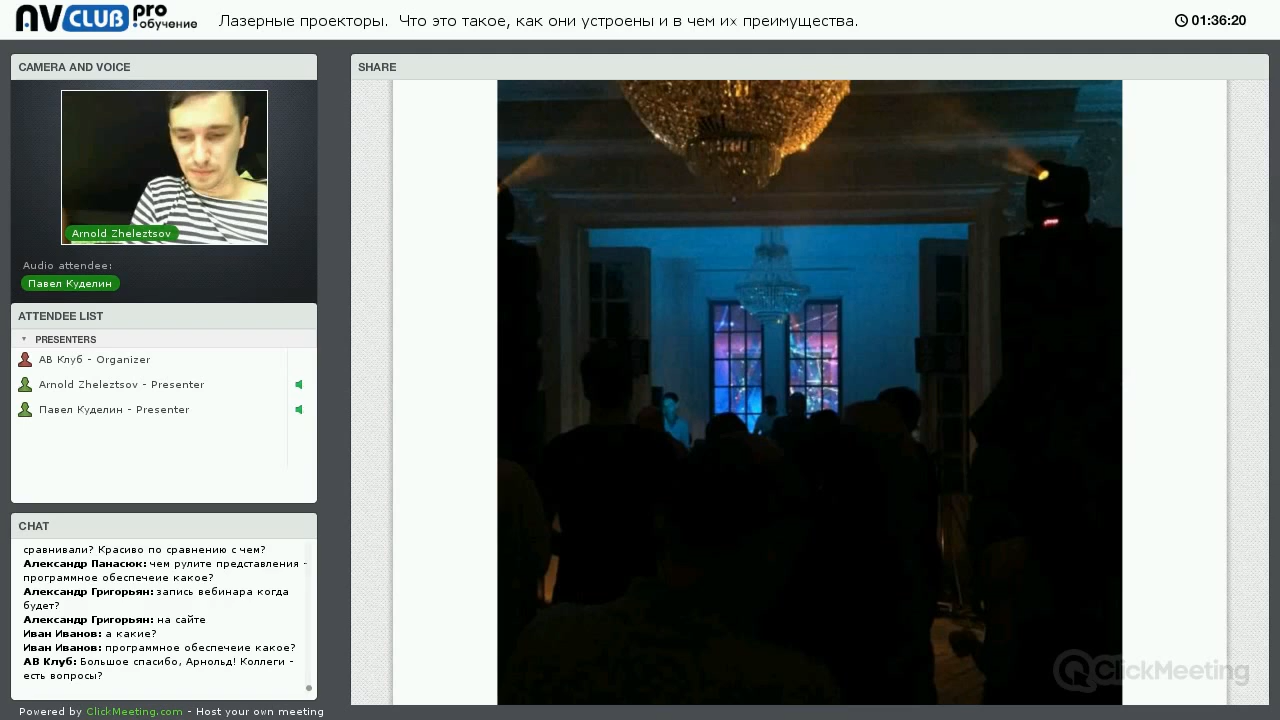 AVCLUB pro
:обучение
Лазерные проекторы. Что это такое, как они устроены и в чем их преимущества.
01:36:20
CAMERA AND VOICE
Arnold Zheleztsov
Audio attendee:
Павел Куделин
ATTENDEE LIST
PRESENTERS
АВ Клуб - Organizer
Arnold Zheleztsov - Presenter
Павел Куделин - Presenter
CHAT
сравнивали? Красиво по сравнению с чем?
Александр Панасюк: чем рулите представления -
программное обеспечение какое?
Александр Григорьян: запись вебинара когда
будет?
Александр Григорьян: на сайте
Иван Иванов: а какие?
Иван Иванов: программное обеспечение какое?
АВ Клуб: Большое спасибо, Арнольд! Коллеги -
есть вопросы?
Powered by ClickMeeting.com - Host your own meeting
SHARE
ClickMeeting